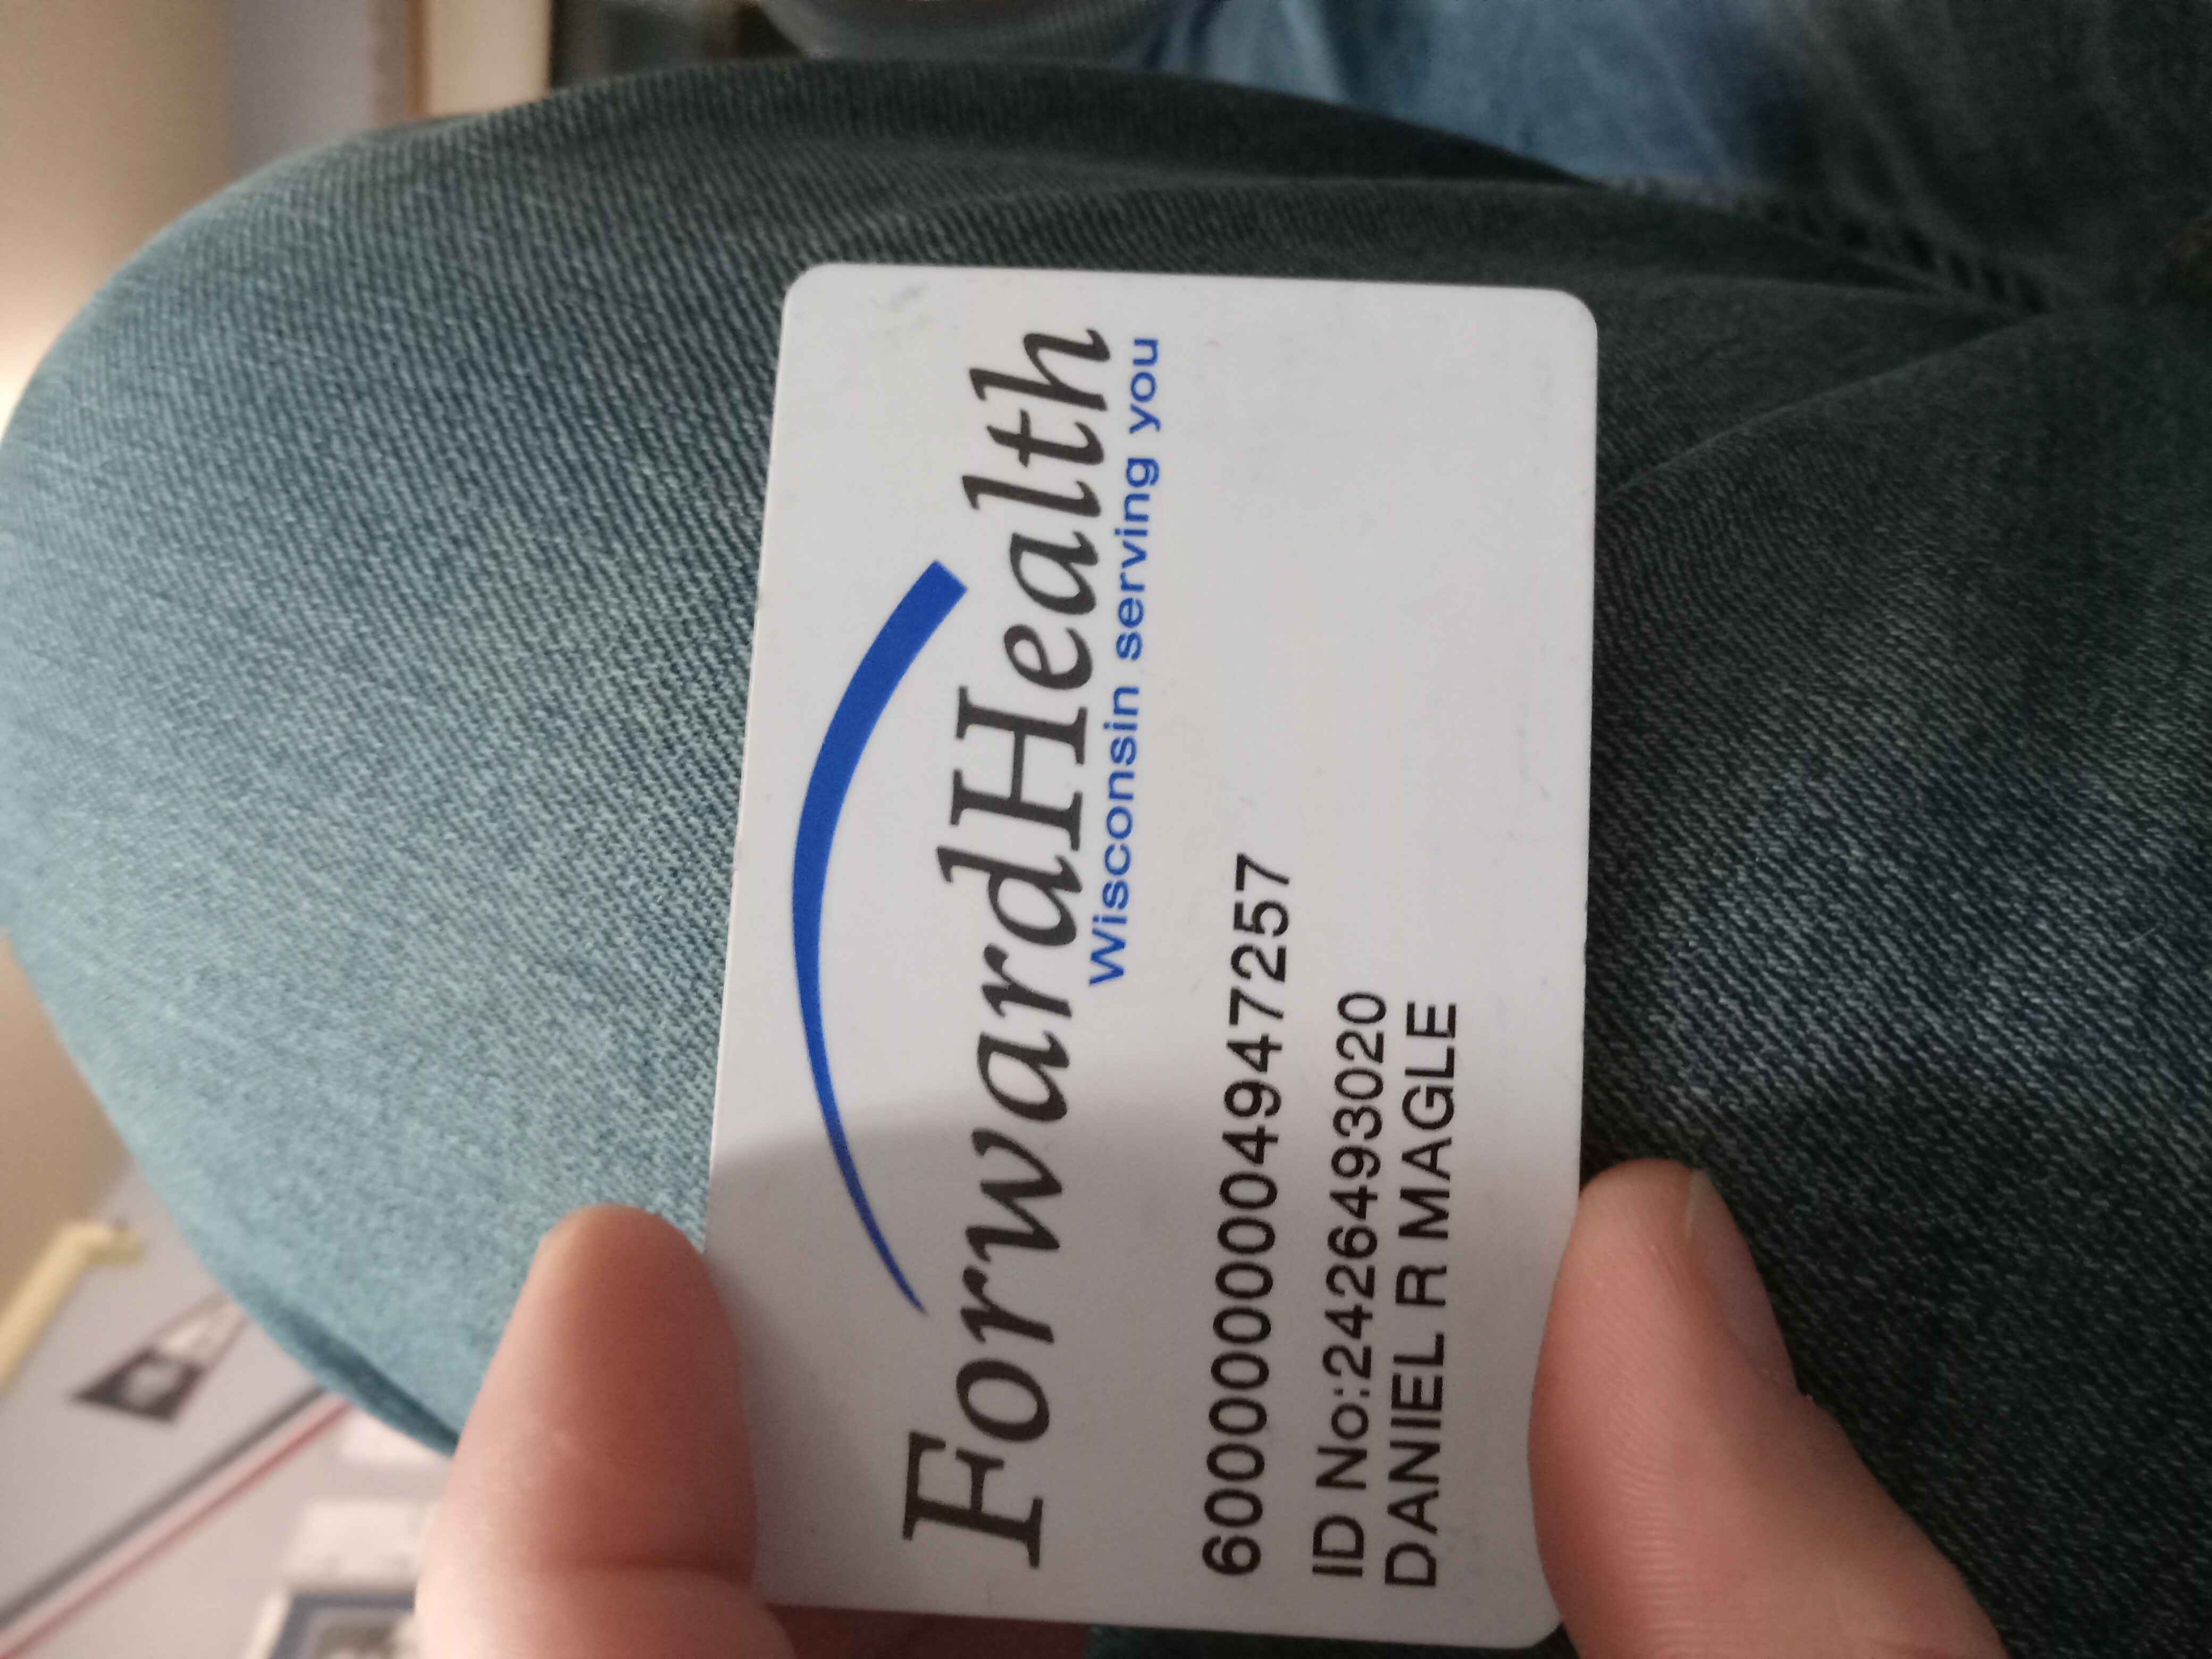 ForwardHealth
Wisconsin serving you
6000000004947257
ID No:2426493020
DANIEL R MAGLE